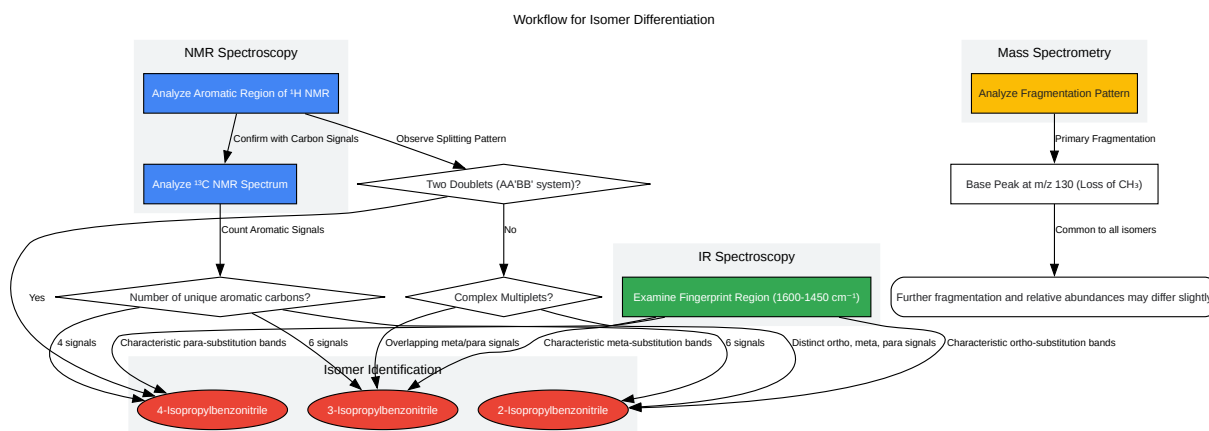 Workflow for Isomer Differentiation
NMR Spectroscopy
Mass Spectrometry
Analyze Aromatic Region of ¹H NMR
Analyze Fragmentation Pattern
Confirm with Carbon Signals
Observe Splitting Pattern
Primary Fragmentation
Analyze ¹³C NMR Spectrum
Two Doublets (AA'BB' system)?
Base Peak at m/z 130 (Loss of CH₃)
Count Aromatic Signals
No
Common to all isomers
IR Spectroscopy
Yes
Number of unique aromatic carbons?
Complex Multiplets?
Examine Fingerprint Region (1600-1450 cm⁻¹)
Further fragmentation and relative abundances may differ slightly
4 signals
Characteristic para-substitution bands
6 signals
Overlapping meta/para signals
Characteristic meta-substitution bands
6 signals
Distinct ortho, meta, para signals
Characteristic ortho-substitution bands
Isomer Identification
4-Isopropylbenzonitrile
3-Isopropylbenzonitrile
2-Isopropylbenzonitrile